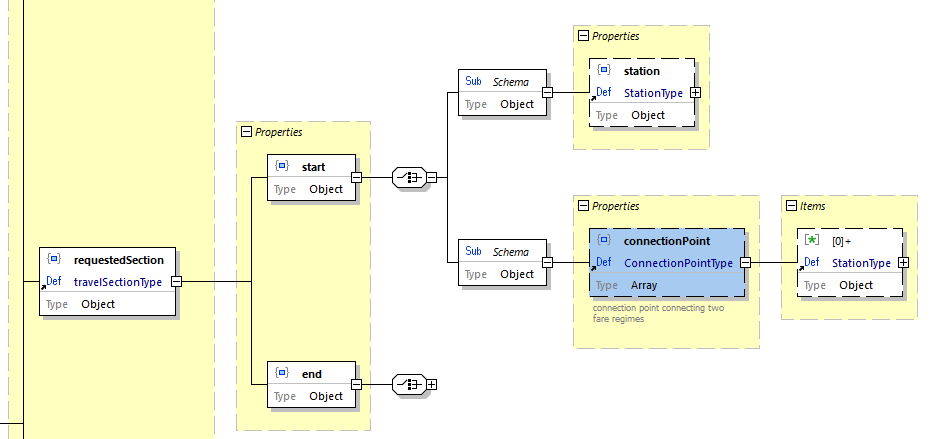 Properties
station
Def StationType
Type Object
Sub Schema
Type Object
Properties
start
Type Object
Properties
connectionPoint
Def ConnectionPointType
Type Array
connection point connecting two
fare regimes
Items
[0]+
Def StationType
Type Object
Sub Schema
Type Object
requestedSection
Def travelSectionType
Type Object
end
Type Object